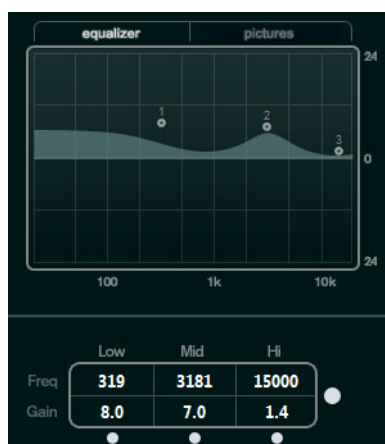 equalizer pictures
24
1
2
3
0
24
100 1k 10k
Low Mid Hi
Freq 319 3181 15000
Gain 8.0 7.0 1.4